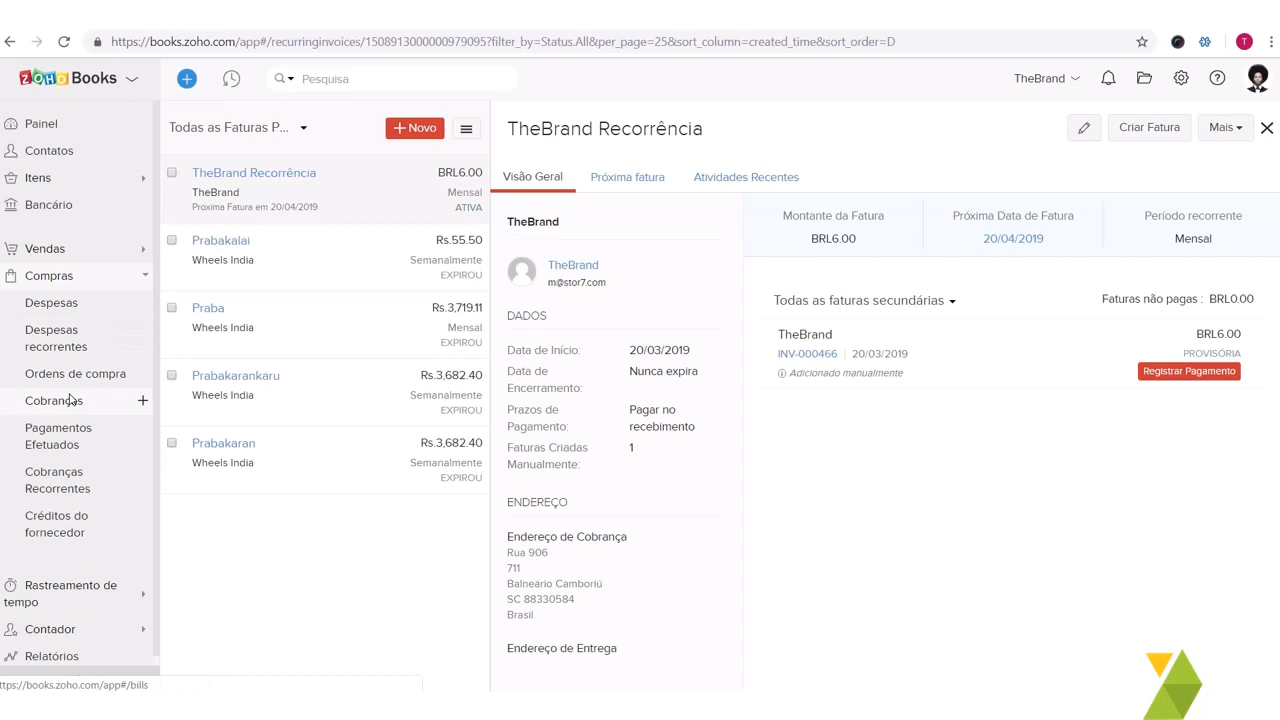 https://books.zoho.com/app#/recurringinvoices/1508913000000979095?filter_by=Status.All&per_page=25&sort_column=created_time&sort_order=D
T
ZOHO Books
Pesquisa
TheBrand
Painel
Contatos
Itens
Bancário
Vendas
Compras
Despesas
Despesas
recorrentes
Ordens de compra
Cobranças +
Pagamentos
Efetuados
Cobranças
Recorrentes
Créditos do
fornecedor
Rastreamento de
tempo
Contador
Relatórios
https://books.zoho.com/app#/bills
Todas as Faturas P...
+ Novo
TheBrand Recorrência BRL6.00
TheBrand Mensal
Próxima Fatura em 20/04/2019 ATIVA
Prabakalai Rs.55.50
Wheels India Semanalmente
EXPIROU
Praba Rs.3,719.11
Wheels India Mensal
EXPIROU
Prabakarankaru Rs.3,682.40
Wheels India Semanalmente
EXPIROU
Prabakaran Rs.3,682.40
Wheels India Semanalmente
EXPIROU
TheBrand Recorrência
Criar Fatura
Mais
Visão Geral Próxima fatura Atividades Recentes
TheBrand
TheBrand
m@stor7.com
DADOS
Data de Início: 20/03/2019
Data de Encerramento: Nunca expira
Prazos de Pagamento: Pagar no recebimento
Faturas Criadas Manualmente: 1
ENDEREÇO
Endereço de Cobrança
Rua 906
711
Balneário Camboriú
SC 88330584
Brasil
Endereço de Entrega
Montante da Fatura
BRL6.00
Próxima Data de Fatura
20/04/2019
Período recorrente
Mensal
Todas as faturas secundárias
Faturas não pagas : BRL0.00
TheBrand BRL6.00
INV-000466 20/03/2019 PROVISÓRIA
Adicionado manualmente
Registrar Pagamento